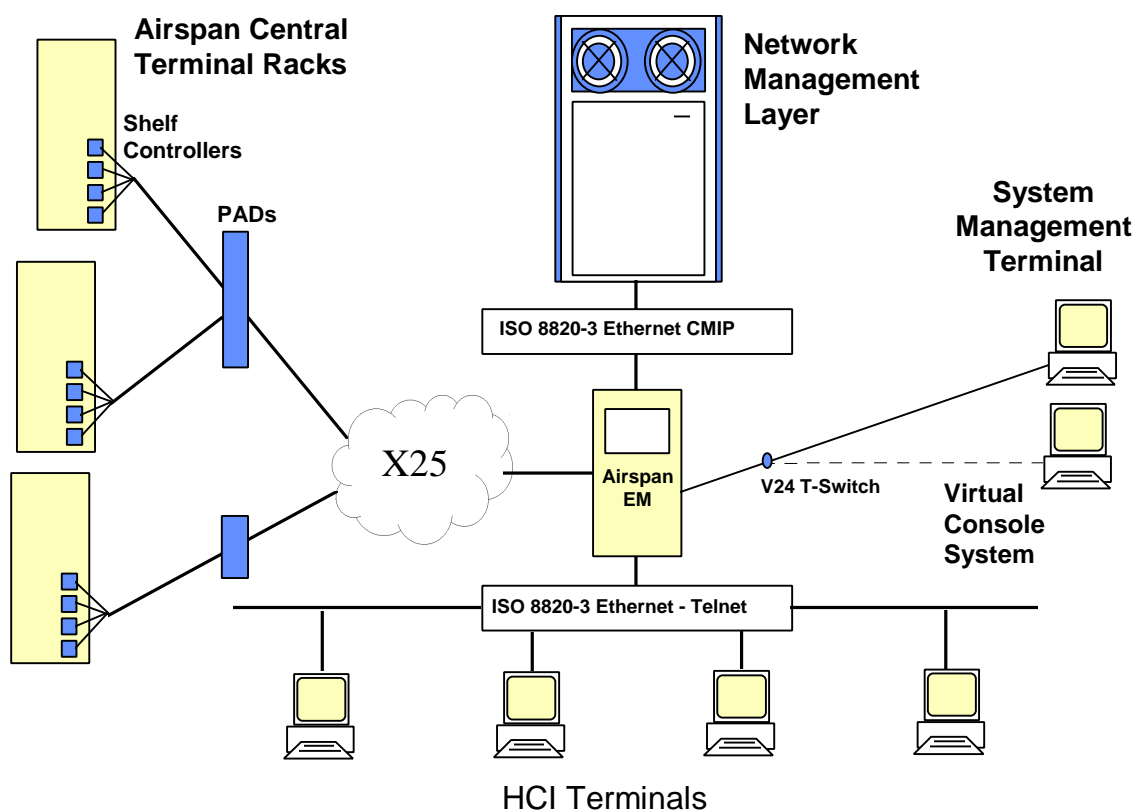 Airspan Central
Terminal Racks
Network
Management
Layer
Shelf
Controllers
System
Management
Terminal
PADs
ISO 8820-3 Ethernet CMIP
X25
Airspan
EM
V24 T-Switch
Virtual
Console
System
ISO 8820-3 Ethernet - Telnet
HCI Terminals